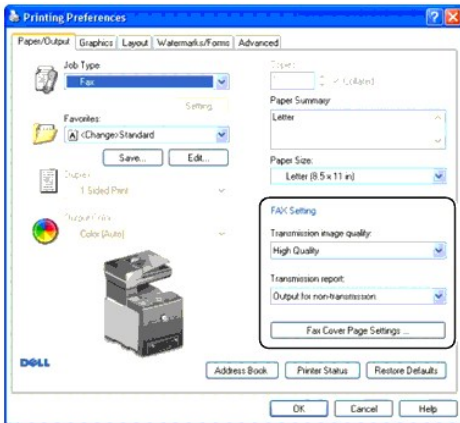 Printing Preferences
Paper/Output Graphics Layout Watermarks/Forms Advanced
Job Type
Fax
Setting
Favorites:
<Change>Standard
Save... Edit...
Duplex
1 Sided Print
Output Color
Color (Auto)
Copies
Collated
Paper Summary
Letter
Paper Size:
Letter (8.5 x 11 in)
FAX Setting
Transmission image quality:
High Quality
Transmission report:
Output for non-transmission
Fax Cover Page Settings ...
DELL
Address Book Printer Status Restore Defaults
OK Cancel Help